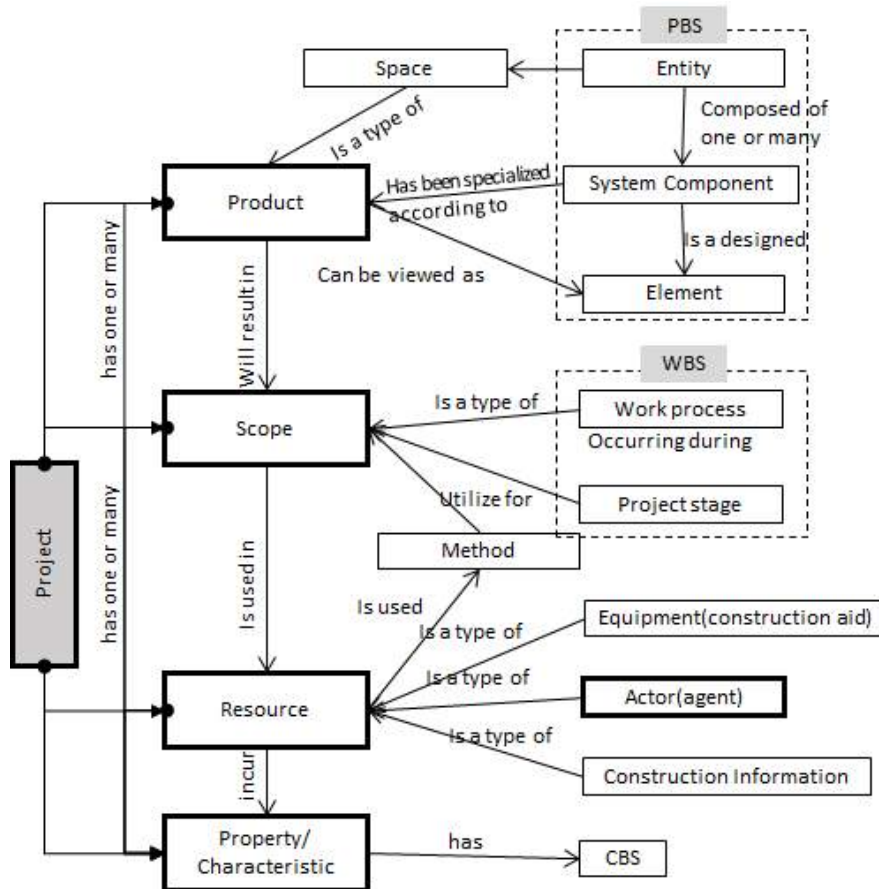 PBS
Space
Entity
Is a type of
Composed of
one or many
Has been specialized
according to
Product
System Component
Is a designed
Can be viewed as
Element
has one or many
Will result in
WBS
Is a type of
Work process
Scope
Occurring during
Utilize for
Project stage
Method
Project
has one or many
Is used in
Is used
Equipment(construction aid)
Is a type of
Is a type of
Actor(agent)
Resource
Is a type of
Construction Information
incur
Property/
Characteristic
has
CBS